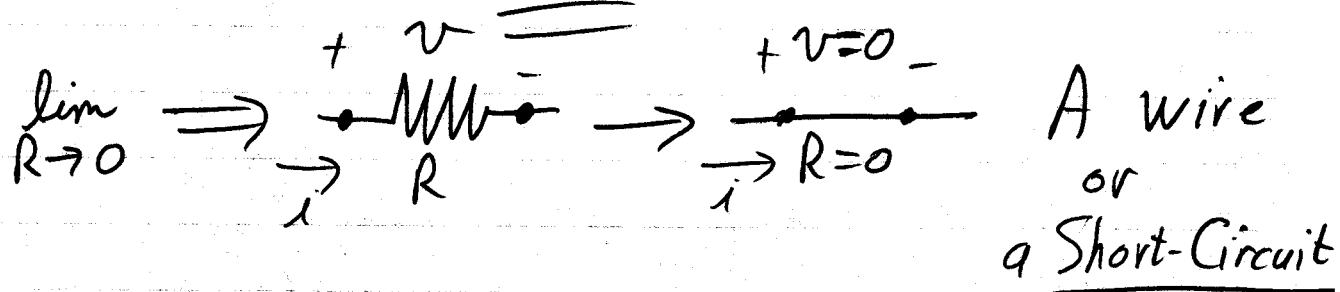 + v + v=0 -
lim ⇒ - → A wire
R→0 i R i R=0 or
a Short-Circuit